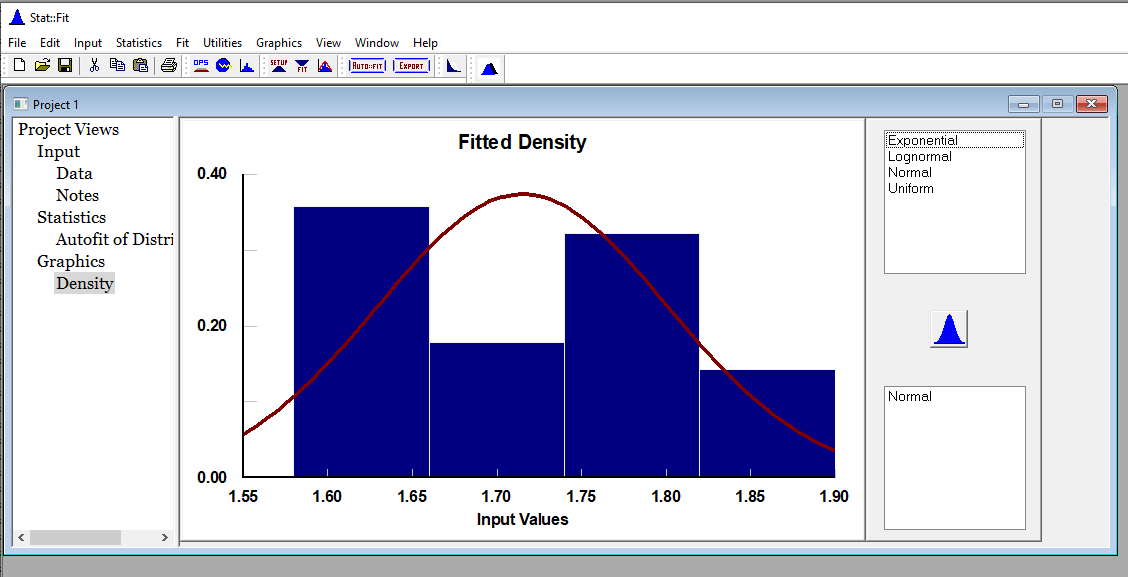 Stat::Fit
File Edit Input Statistics Fit Utilities Graphics View Window Help
DPS SETUP FIT AUTO::FIT EXPORT
Project 1
Project Views
Input
Data
Notes
Statistics
Autofit of Distri
Graphics
Density
Fitted Density
0.40
0.20
0.00
1.55 1.60 1.65 1.70 1.75 1.80 1.85 1.90
Input Values
Exponential
Lognormal
Normal
Uniform
Normal